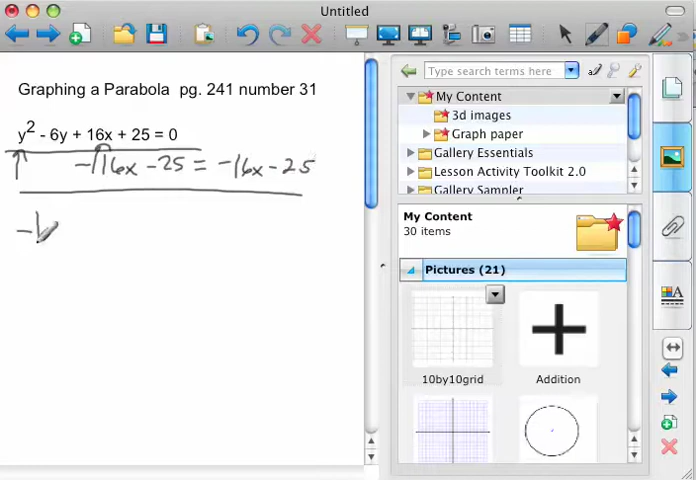 Untitled
Graphing a Parabola pg. 241 number 31
y² - 6y + 16x + 25 = 0
-16x - 25 = -16x - 25
Type search terms here
My Content
3d images
Graph paper
Gallery Essentials
Lesson Activity Toolkit 2.0
Gallery Sampler
My Content
30 items
Pictures (21)
10by10grid
Addition